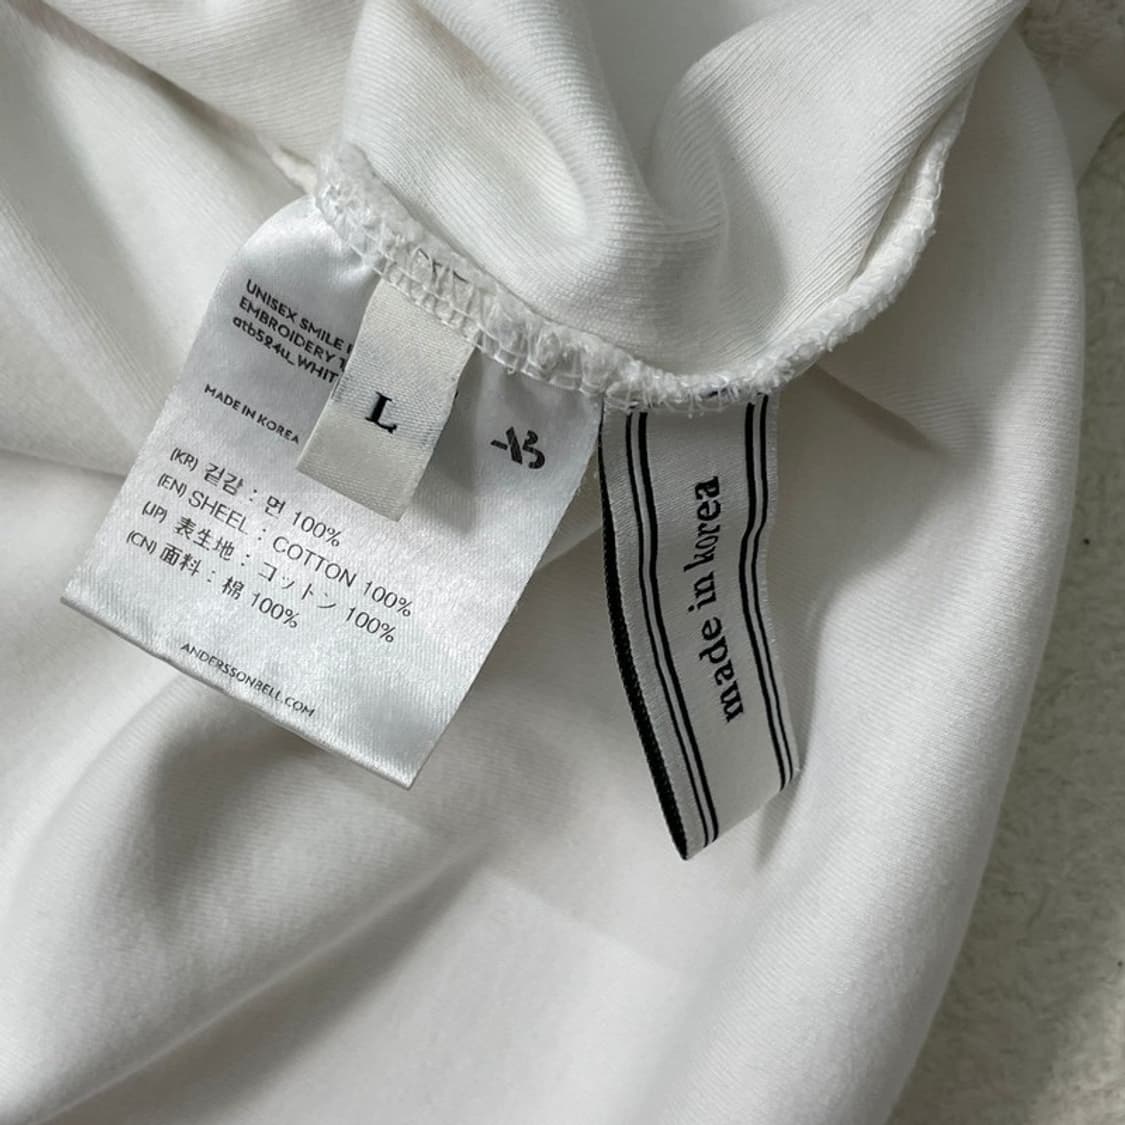 UNISEX SMILE
EMBROIDERY
atb524u_WHIT
MADE IN KOREA
L
(KR) 겉감 : 면 100%
(EN) SHEEL : COTTON 100%
(JP) 表生地 : コットン 100%
(CN) 面料 : 棉 100%
ANDERSSONBELL.COM
made in korea